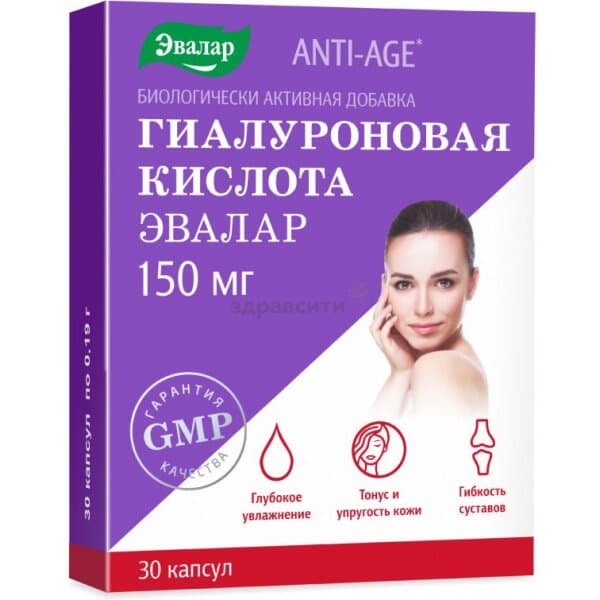 Эвалар
ANTI-AGE*
БИОЛОГИЧЕСКИ АКТИВНАЯ ДОБАВКА
ГИАЛУРОНОВАЯ
КИСЛОТА
ЭВАЛАР
150 мг
здравсити
ГАРАНТИЯ
GMP
КАЧЕСТВА
Глубокое
увлажнение
Тонус и
упругость кожи
Гибкость
суставов
30 капсул
30 капсул по 0.19 г